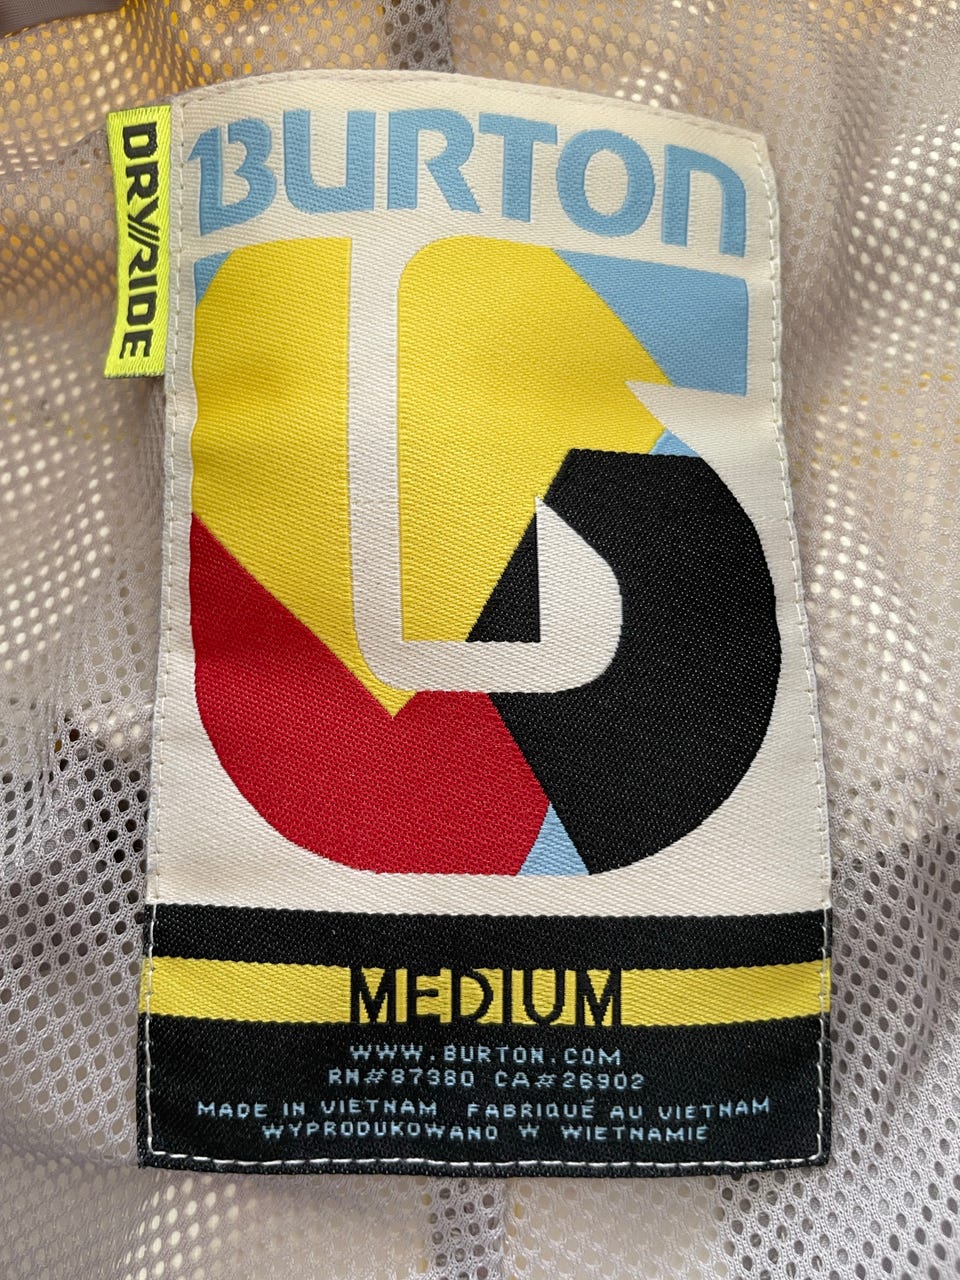 BURTON
DRY///RIDE
MEDIUM
WWW.BURTON.COM
RN#87380 CA#26902
MADE IN VIETNAM FABRIQUÉ AU VIETNAM
WYPRODUKOWANO W WIETNAMIE